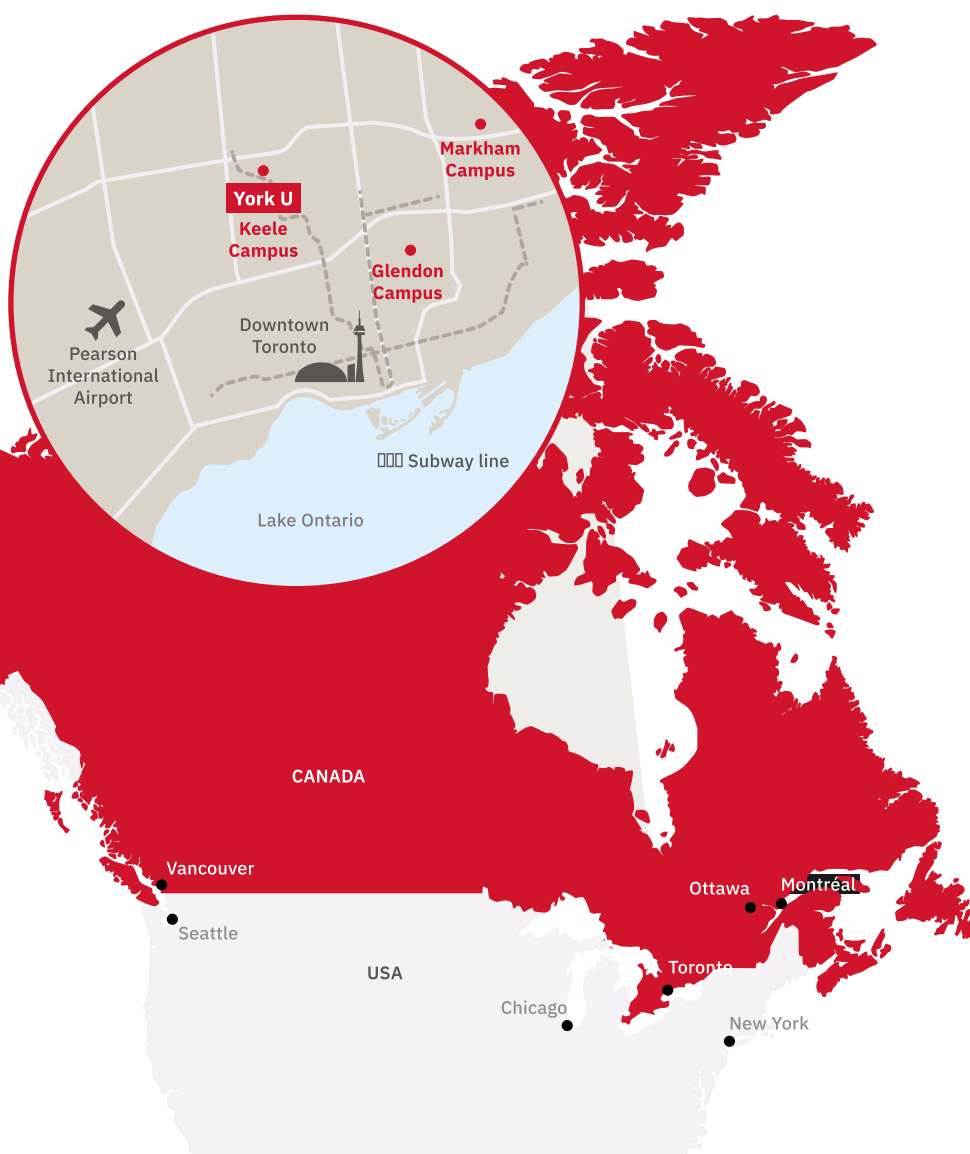 Markham
Campus
York U
Keele
Campus
Glendon
Campus
Downtown
Toronto
Pearson
International
Airport
Subway line
Lake Ontario
CANADA
Vancouver
Ottawa
Montréal
Seattle
Toronto
USA
Chicago
New York